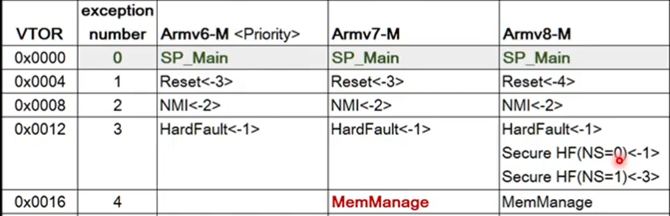 VTOR exception number Armv6-M <Priority> Armv7-M Armv8-M
0x0000 0 SP_Main SP_Main SP_Main
0x0004 1 Reset<-3> Reset<-3> Reset<-4>
0x0008 2 NMI<-2> NMI<-2> NMI<-2>
0x0012 3 HardFault<-1> HardFault<-1> HardFault<-1>
Secure HF(NS=0)<-1>
Secure HF(NS=1)<-3>
0x0016 4 MemManage MemManage